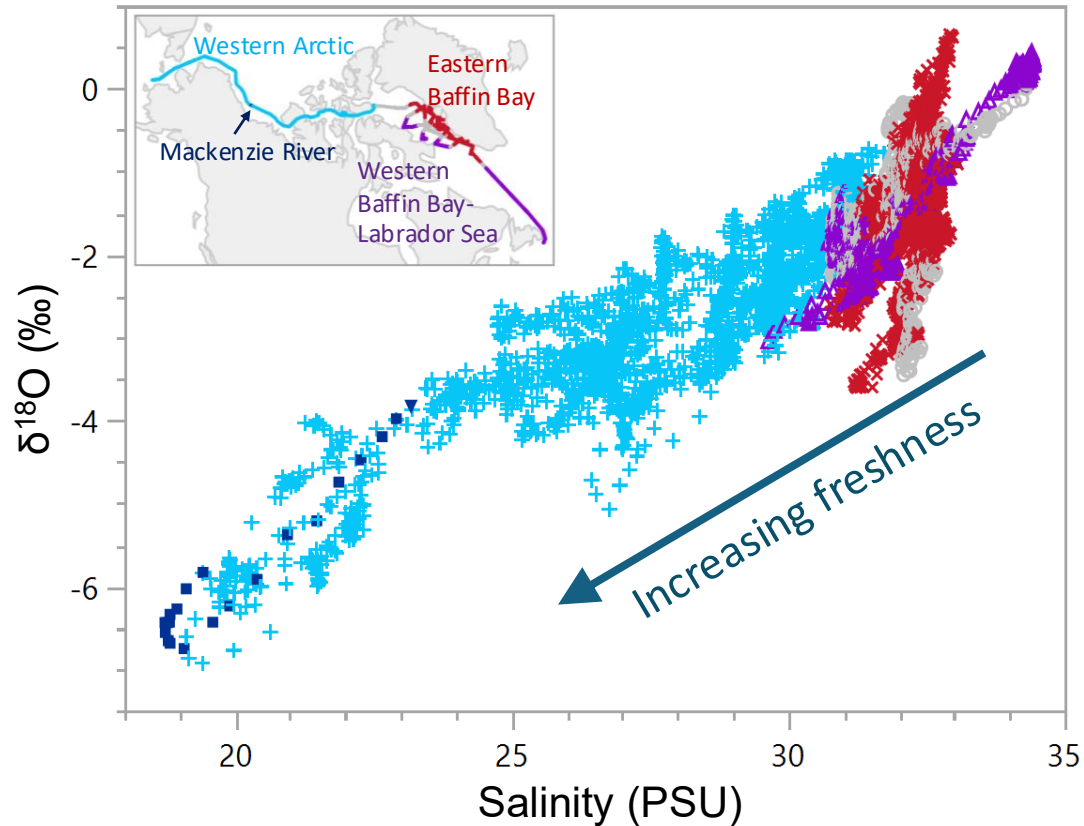 Western Arctic
Eastern
Baffin Bay
Mackenzie River
Western
Baffin Bay-
Labrador Sea
0
-2
-4
-6
δ¹⁸O (‰)
Increasing freshness
20 25 30 35
Salinity (PSU)